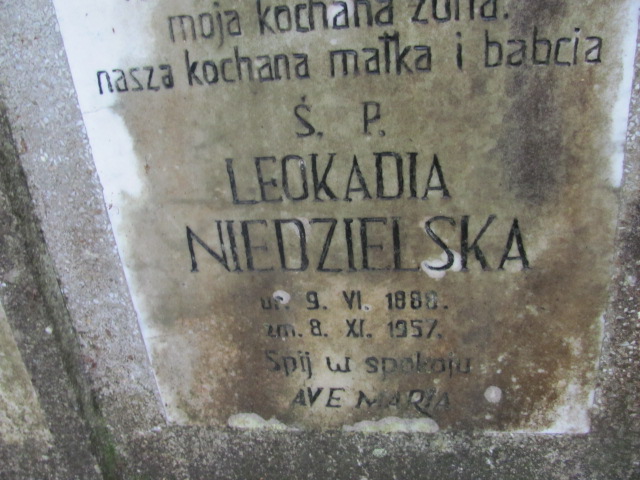 moja kochana żona.
nasza kochana matka i babcia
Ś. P.
LEOKADIA
NIEDZIELSKA
ur. 9. VI. 1888.
zm. 8. XI. 1957.
Śpij w spokoju
AVE MARIA